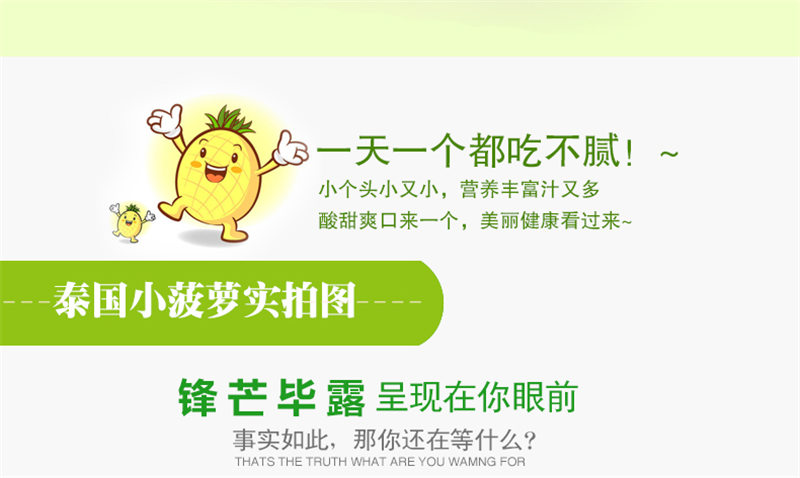 一天一个都吃不腻！~
小个头小又小，营养丰富汁又多
酸甜爽口来一个，美丽健康看过来~
---泰国小菠萝实拍图----
锋芒毕露 呈现在你眼前
事实如此，那你还在等什么？
THATS THE TRUTH WHAT ARE YOU WAMNG FOR